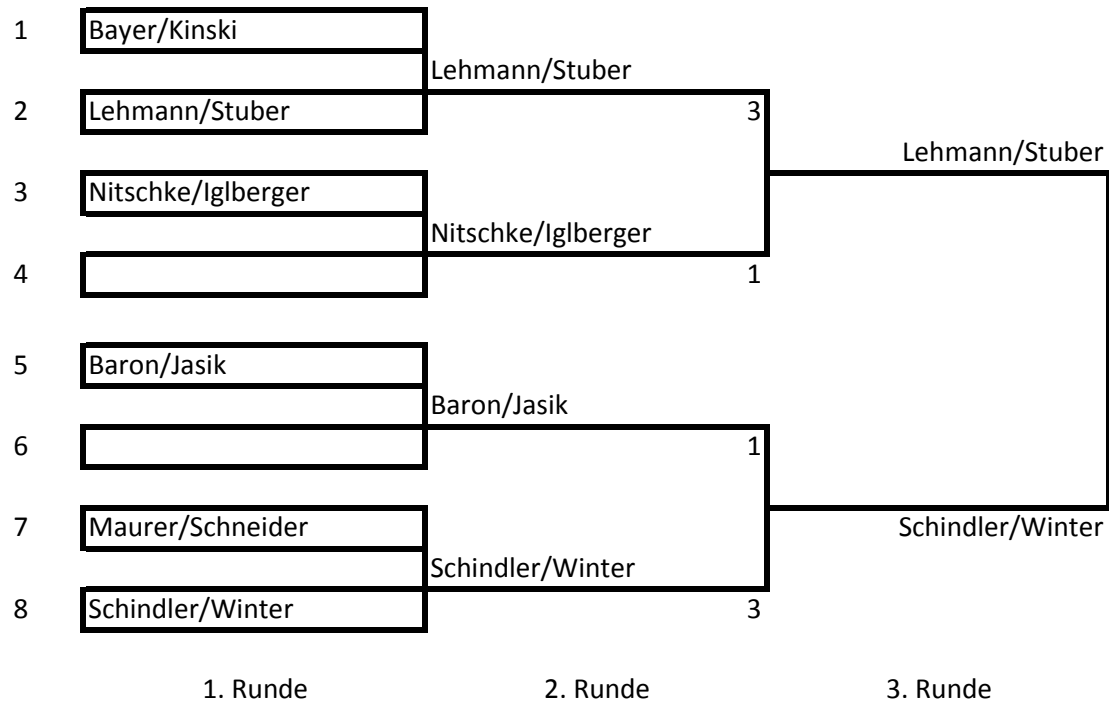 1 Bayer/Kinski
Lehmann/Stuber
2 Lehmann/Stuber 3
Lehmann/Stuber
3 Nitschke/Iglberger
Nitschke/Iglberger
4 1
5 Baron/Jasik
Baron/Jasik
6 1
7 Maurer/Schneider Schindler/Winter
Schindler/Winter
8 Schindler/Winter 3
1. Runde 2. Runde 3. Runde